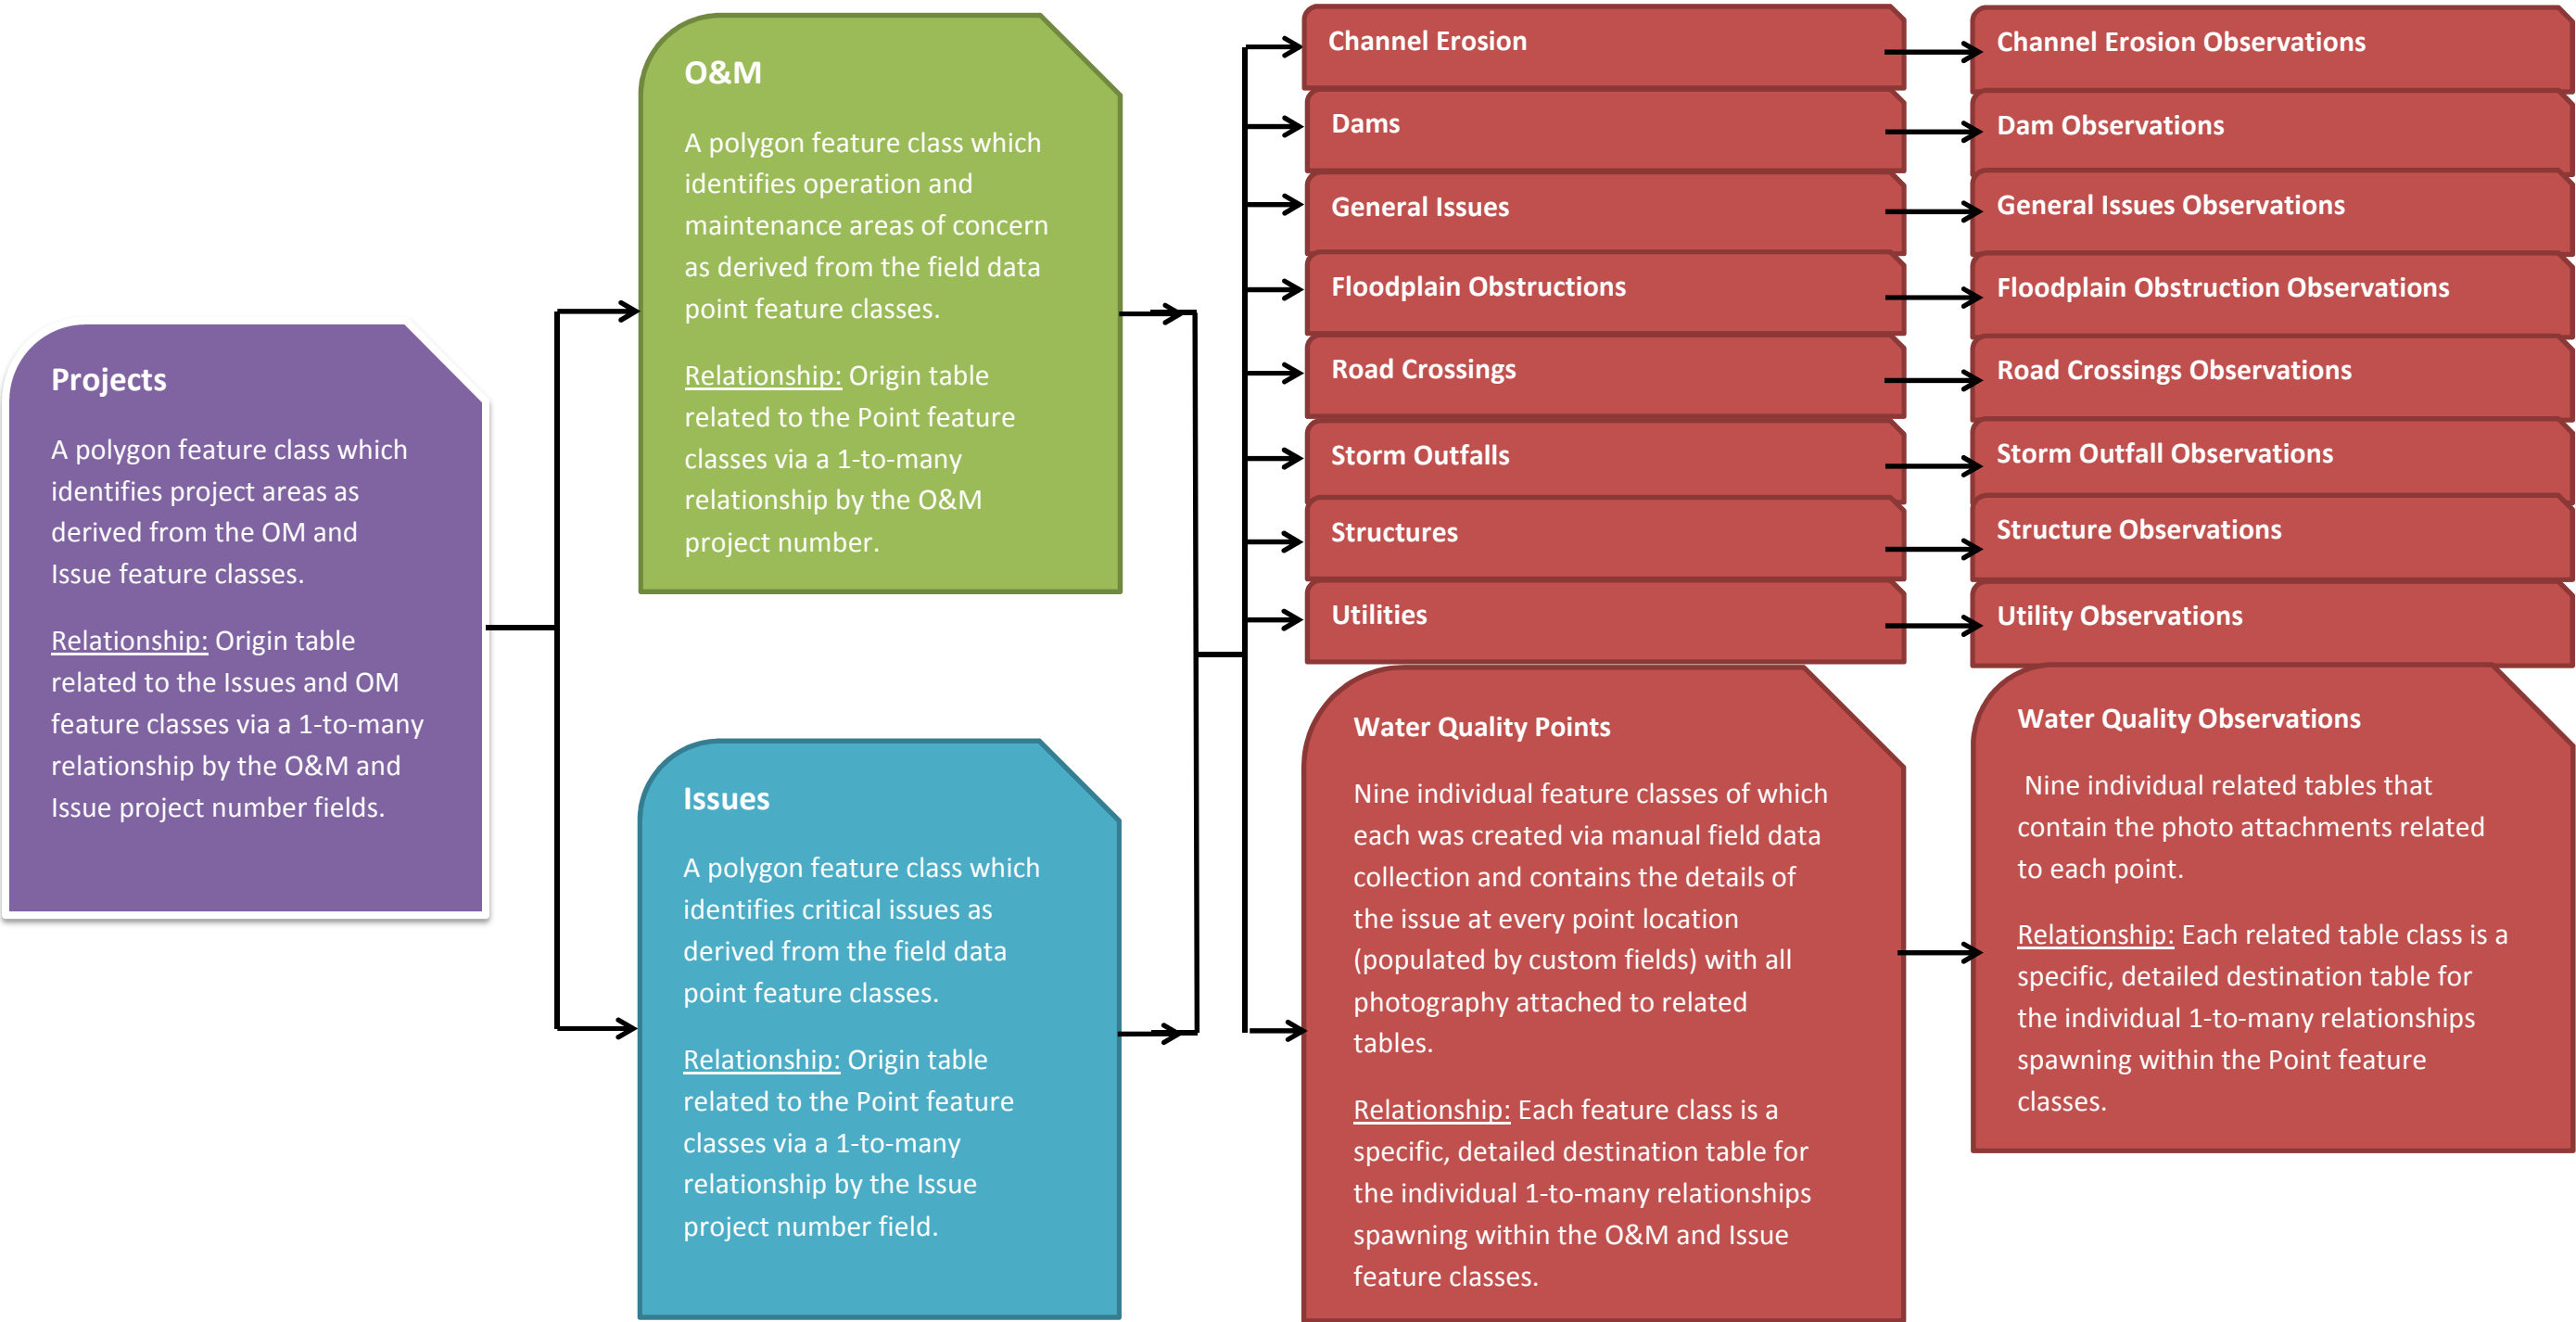 Projects
A polygon feature class which
identifies project areas as
derived from the OM and
Issue feature classes.
Relationship: Origin table
related to the Issues and OM
feature classes via a 1-to-many
relationship by the O&M and
Issue project number fields.
O&M
A polygon feature class which
identifies operation and
maintenance areas of concern
as derived from the field data
point feature classes.
Relationship: Origin table
related to the Point feature
classes via a 1-to-many
relationship by the O&M
project number.
Issues
A polygon feature class which
identifies critical issues as
derived from the field data
point feature classes.
Relationship: Origin table
related to the Point feature
classes via a 1-to-many
relationship by the Issue
project number field.
Channel Erosion
Dams
General Issues
Floodplain Obstructions
Road Crossings
Storm Outfalls
Structures
Utilities
Water Quality Points
Nine individual feature classes of which
each was created via manual field data
collection and contains the details of
the issue at every point location
(populated by custom fields) with all
photography attached to related
tables.
Relationship: Each feature class is a
specific, detailed destination table for
the individual 1-to-many relationships
spawning within the O&M and Issue
feature classes.
Channel Erosion Observations
Dam Observations
General Issues Observations
Floodplain Obstruction Observations
Road Crossings Observations
Storm Outfall Observations
Structure Observations
Utility Observations
Water Quality Observations
Nine individual related tables that
contain the photo attachments related
to each point.
Relationship: Each related table class is a
specific, detailed destination table for
the individual 1-to-many relationships
spawning within the Point feature
classes.